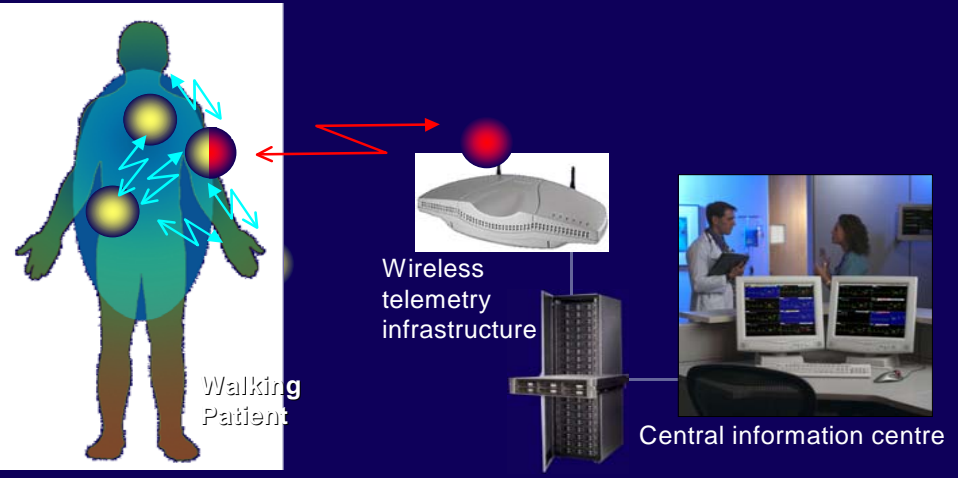 Wireless
telemetry
infrastructure
Walking
Patient
Central information centre